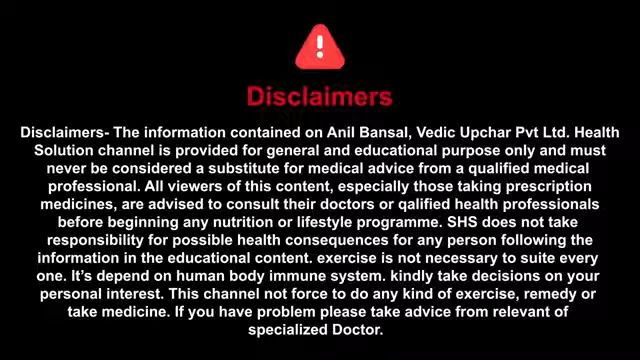 Disclaimers
Disclaimers- The information contained on Anil Bansal, Vedic Upchar Pvt Ltd. Health
Solution channel is provided for general and educational purpose only and must
never be considered a substitute for medical advice from a qualified medical
professional. All viewers of this content, especially those taking prescription
medicines, are advised to consult their doctors or qalified health professionals
before beginning any nutrition or lifestyle programme. SHS does not take
responsibility for possible health consequences for any person following the
information in the educational content. exercise is not necessary to suite every
one. It's depend on human body immune system. kindly take decisions on your
personal interest. This channel not force to do any kind of exercise, remedy or
take medicine. If you have problem please take advice from relevant of
specialized Doctor.